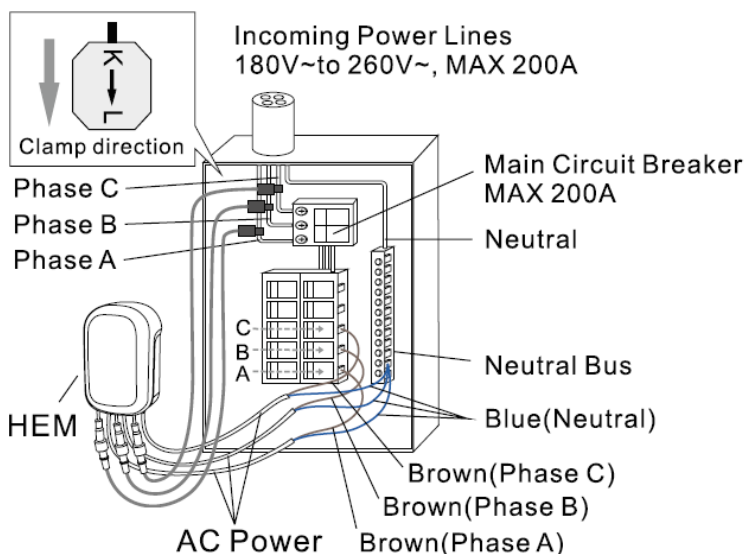 K
L
Clamp direction
Incoming Power Lines
180V~to 260V~, MAX 200A
Phase C
Phase B
Phase A
Main Circuit Breaker
MAX 200A
Neutral
C
B
A
Neutral Bus
Blue(Neutral)
HEM
Brown(Phase C)
Brown(Phase B)
AC Power
Brown(Phase A)